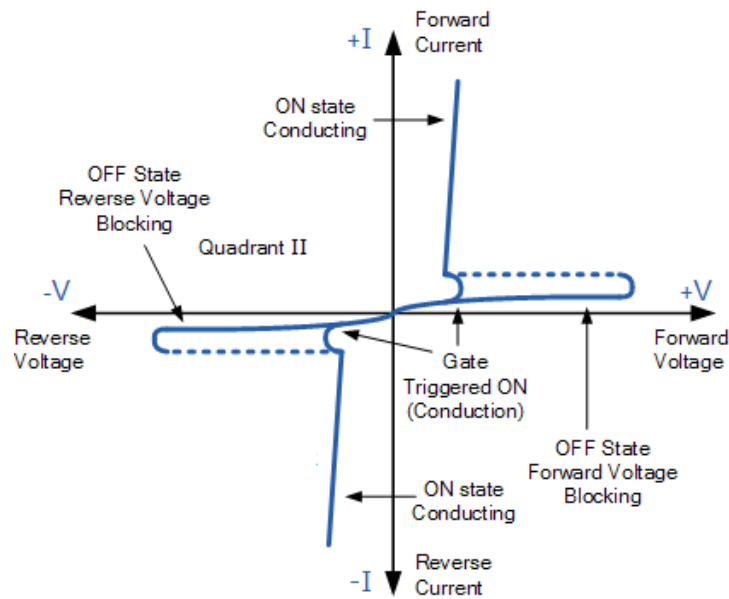 +I
Forward
Current
ON state
Conducting
OFF State
Reverse Voltage
Blocking
Quadrant II
-V
+V
Reverse
Voltage
Gate
Triggered ON
(Conduction)
Forward
Voltage
OFF State
Forward Voltage
Blocking
ON state
Conducting
-I
Reverse
Current